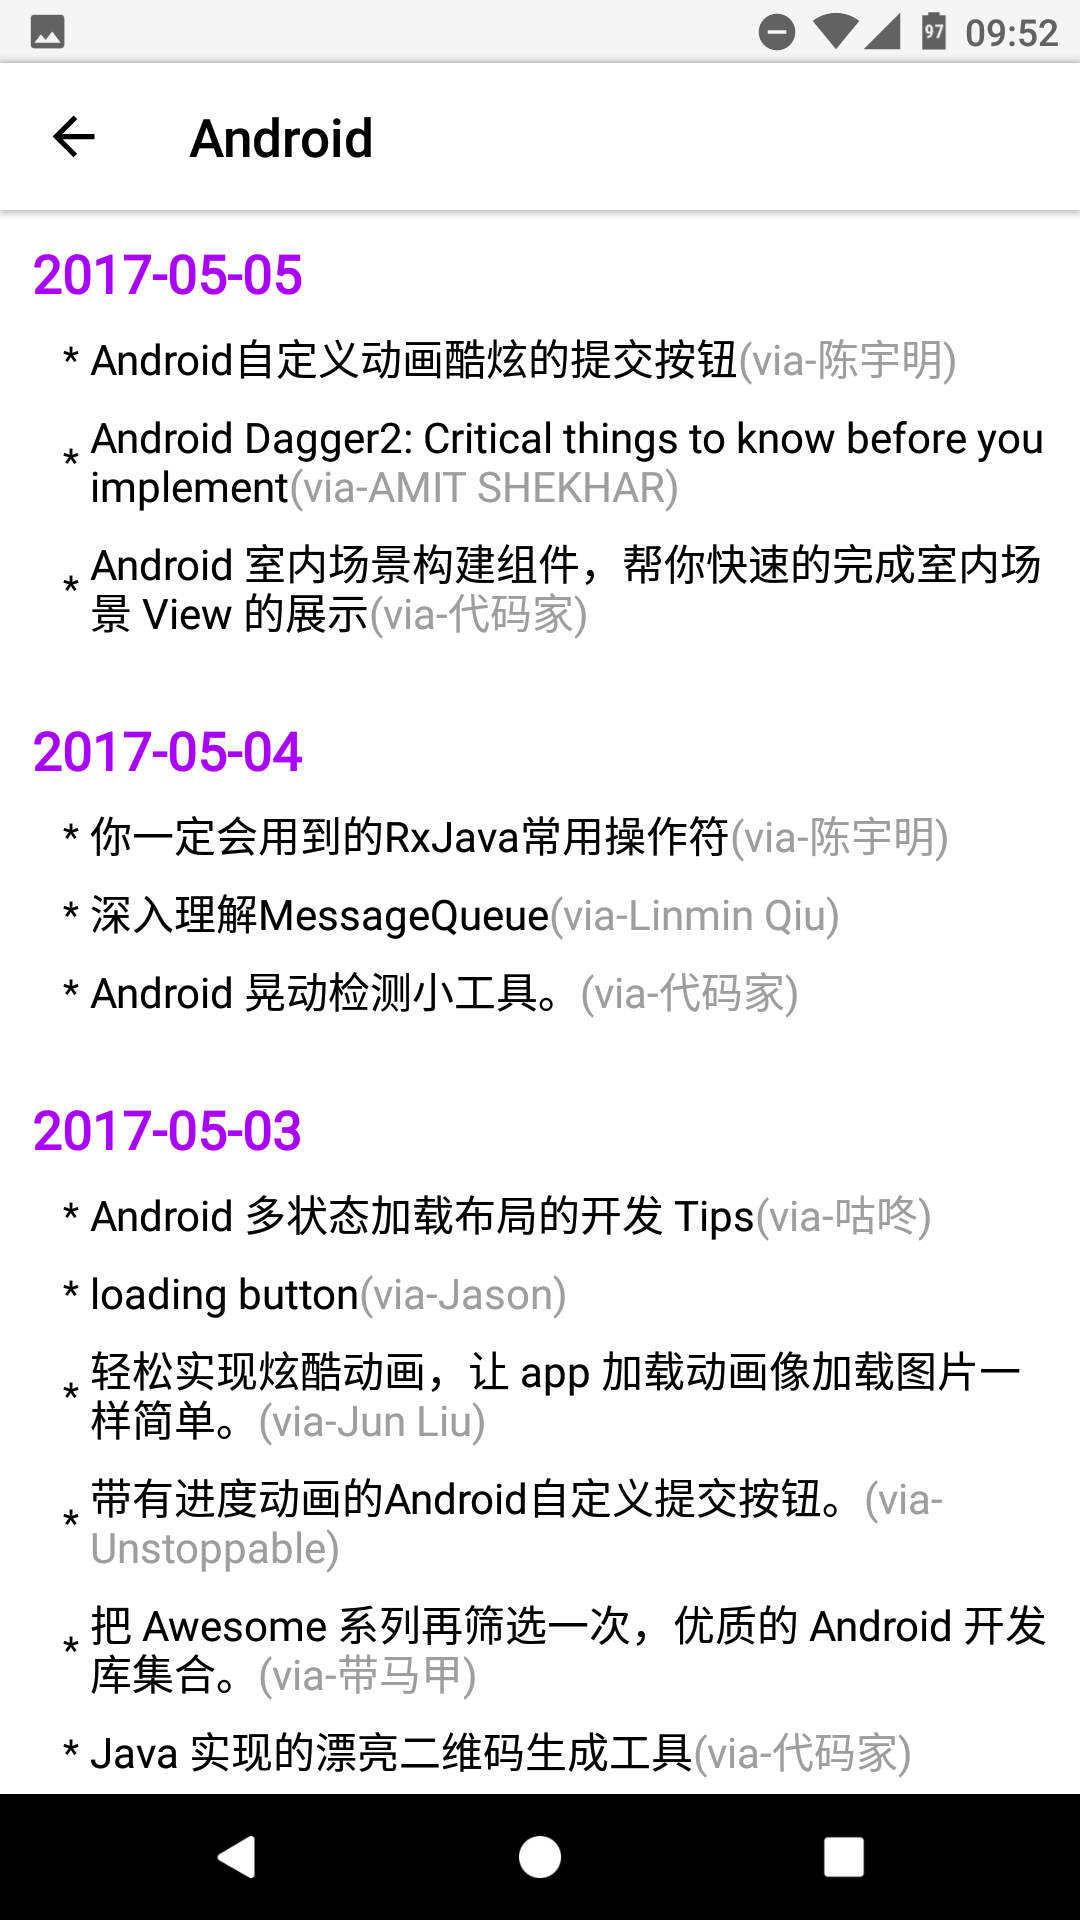 97 09:52
Android
2017-05-05
* Android自定义动画酷炫的提交按钮(via-陈宇明)
* Android Dagger2: Critical things to know before you
implement(via-AMIT SHEKHAR)
* Android 室内场景构建组件，帮你快速的完成室内场
景 View 的展示(via-代码家)
2017-05-04
* 你一定会用到的RxJava常用操作符(via-陈宇明)
* 深入理解MessageQueue(via-Linmin Qiu)
* Android 晃动检测小工具。(via-代码家)
2017-05-03
* Android 多状态加载布局的开发 Tips(via-咕咚)
* loading button(via-Jason)
* 轻松实现炫酷动画，让 app 加载动画像加载图片一
样简单。(via-Jun Liu)
* 带有进度动画的Android自定义提交按钮。(via-
Unstoppable)
* 把 Awesome 系列再筛选一次，优质的 Android 开发
库集合。(via-带马甲)
* Java 实现的漂亮二维码生成工具(via-代码家)